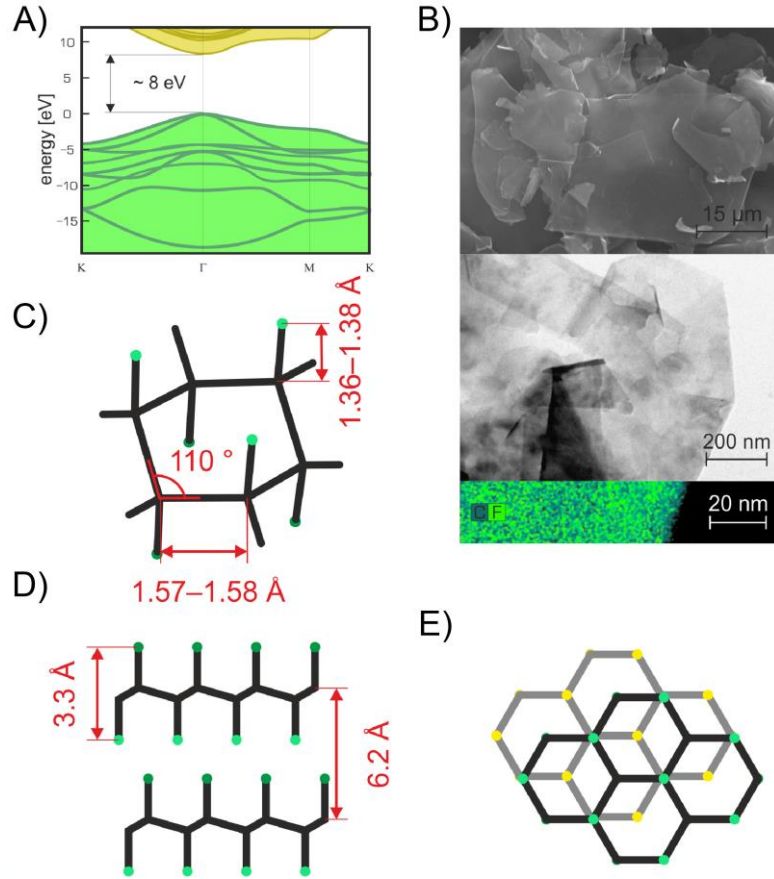 A)
10
5
0
−5
−10
−15
energy [eV]
~ 8 eV
K
Γ
M
K
B)
15 µm
200 nm
C F
20 nm
C)
1.36–1.38 Å
110 °
1.57–1.58 Å
D)
3.3 Å
6.2 Å
E)